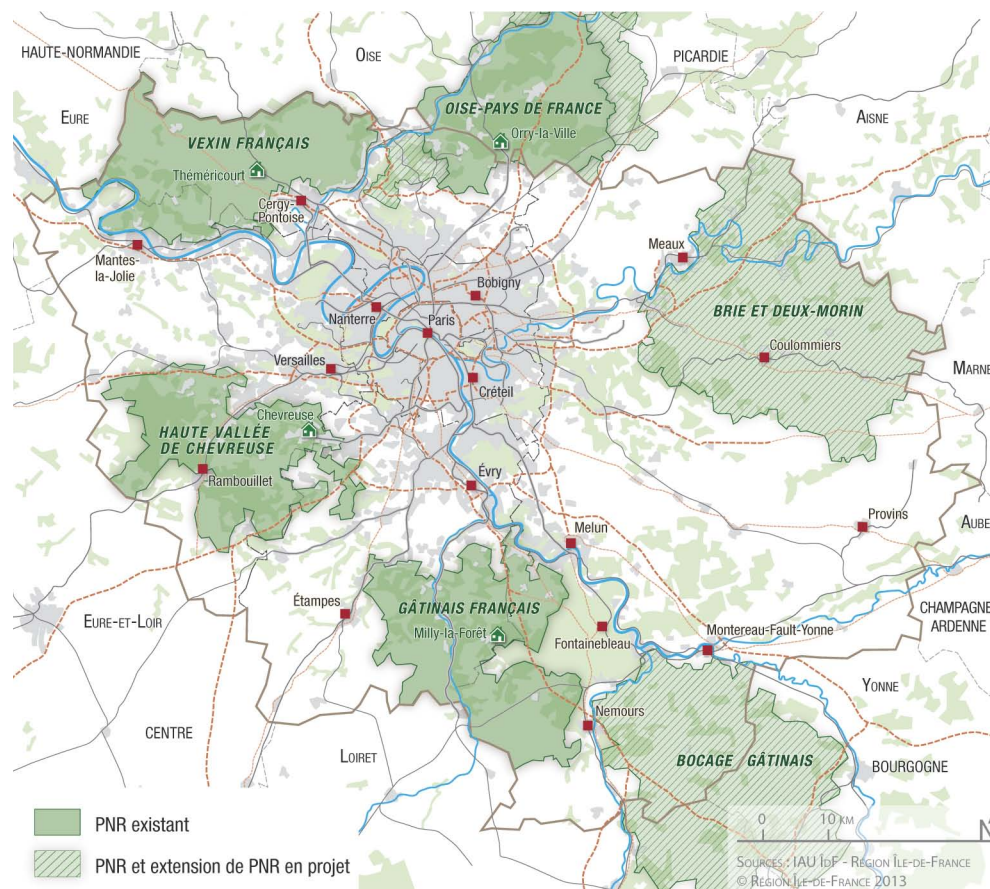 HAUTE-NORMANDIE
OISE
PICARDIE
EURE
AISNE
OISE-PAYS DE FRANCE
Orry-la-Ville
VEXIN FRANÇAIS
Théméricourt
Cergy-
Pontoise
Mantes-
la-Jolie
Meaux
Bobigny
Nanterre
Paris
BRIE ET DEUX-MORIN
Coulommiers
Versailles
MARNE
Créteil
Chevreuse
HAUTE VALLÉE
DE CHEVREUSE
Rambouillet
Évry
Provins
AUBE
Melun
Étampes
GÂTINAIS FRANÇAIS
Milly-la-Forêt
EURE-ET-LOIR
CHAMPAGNE
ARDENNE
Fontainebleau
Montereau-Fault-Yonne
YONNE
CENTRE
Nemours
LOIRET
BOCAGE GÂTINAIS
BOURGOGNE
PNR existant
PNR et extension de PNR en projet
0 10 KM
N
SOURCES : IAU ÎDF - RÉGION ÎLE-DE-FRANCE
© RÉGION ÎLE-DE-FRANCE 2013